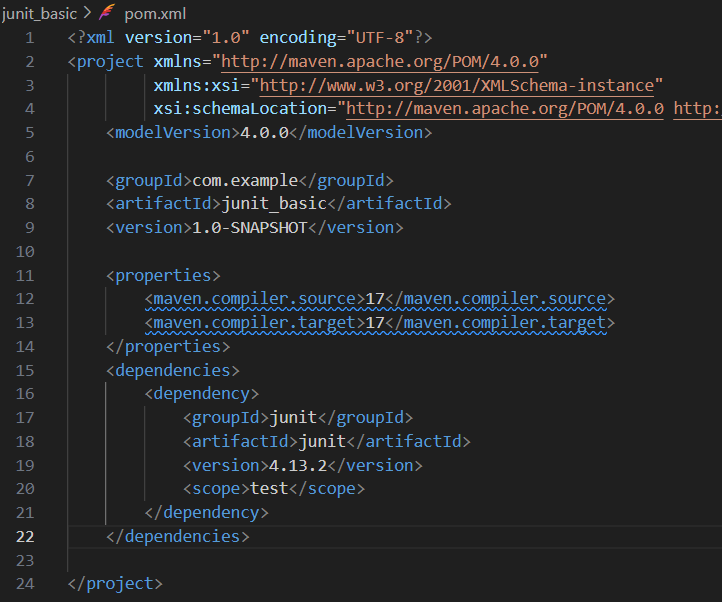 junit_basic > pom.xml
1 <?xml version="1.0" encoding="UTF-8"?>
2 <project xmlns="http://maven.apache.org/POM/4.0.0"
3 xmlns:xsi="http://www.w3.org/2001/XMLSchema-instance"
4 xsi:schemaLocation="http://maven.apache.org/POM/4.0.0 http:
5 <modelVersion>4.0.0</modelVersion>
6
7 <groupId>com.example</groupId>
8 <artifactId>junit_basic</artifactId>
9 <version>1.0-SNAPSHOT</version>
10
11 <properties>
12 <maven.compiler.source>17</maven.compiler.source>
13 <maven.compiler.target>17</maven.compiler.target>
14 </properties>
15 <dependencies>
16 <dependency>
17 <groupId>junit</groupId>
18 <artifactId>junit</artifactId>
19 <version>4.13.2</version>
20 <scope>test</scope>
21 </dependency>
22 </dependencies>
23
24 </project>